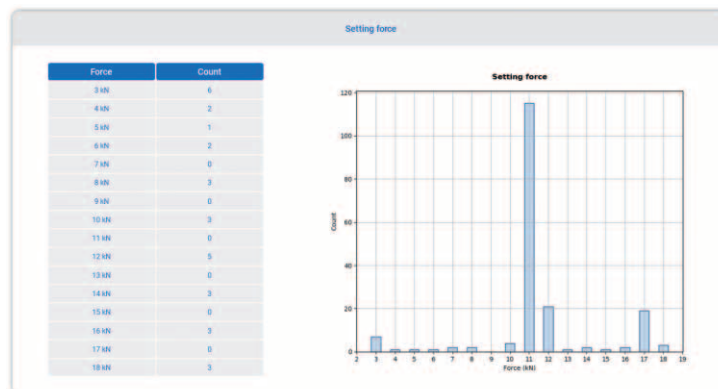 Setting force
Force Count
3 kN 6
4 kN 2
5 kN 1
6 kN 2
7 kN 0
8 kN 3
9 kN 0
10 kN 3
11 kN 0
12 kN 5
13 kN 0
14 kN 3
15 kN 0
16 kN 3
17 kN 0
18 kN 3
Setting force
120
100
80
60
40
20
0
Count
2 3 4 5 6 7 8 9 10 11 12 13 14 15 16 17 18 19
Force (kN)